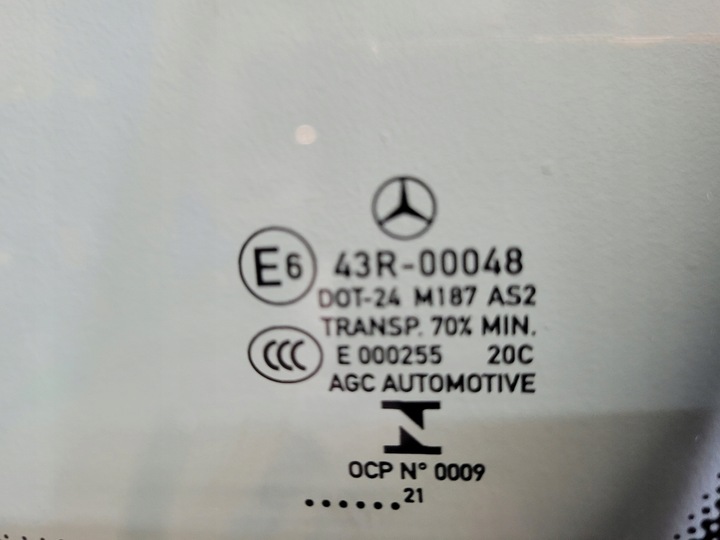 E6 43R-00048
DOT-24 M187 AS2
TRANSP. 70% MIN.
CCC E 000255 20C
AGC AUTOMOTIVE
OCP N° 0009
......21